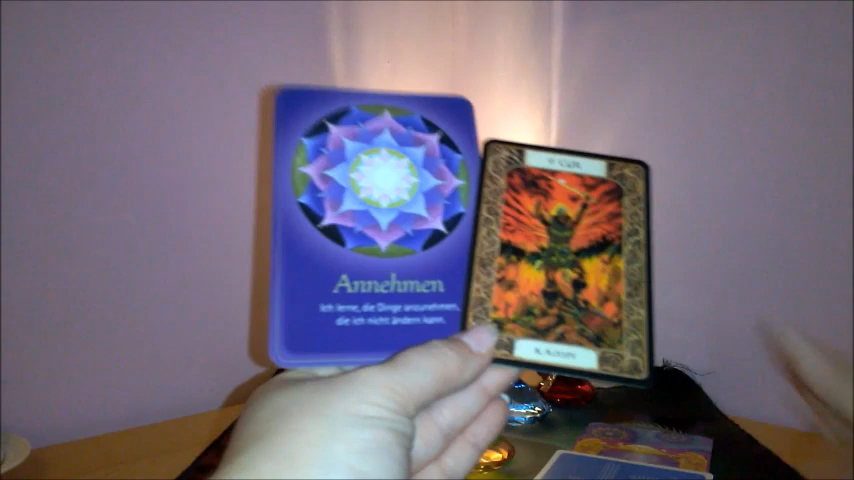 Annehmen
Ich lerne, die Dinge anzunehmen,
die ich nicht ändern kann.